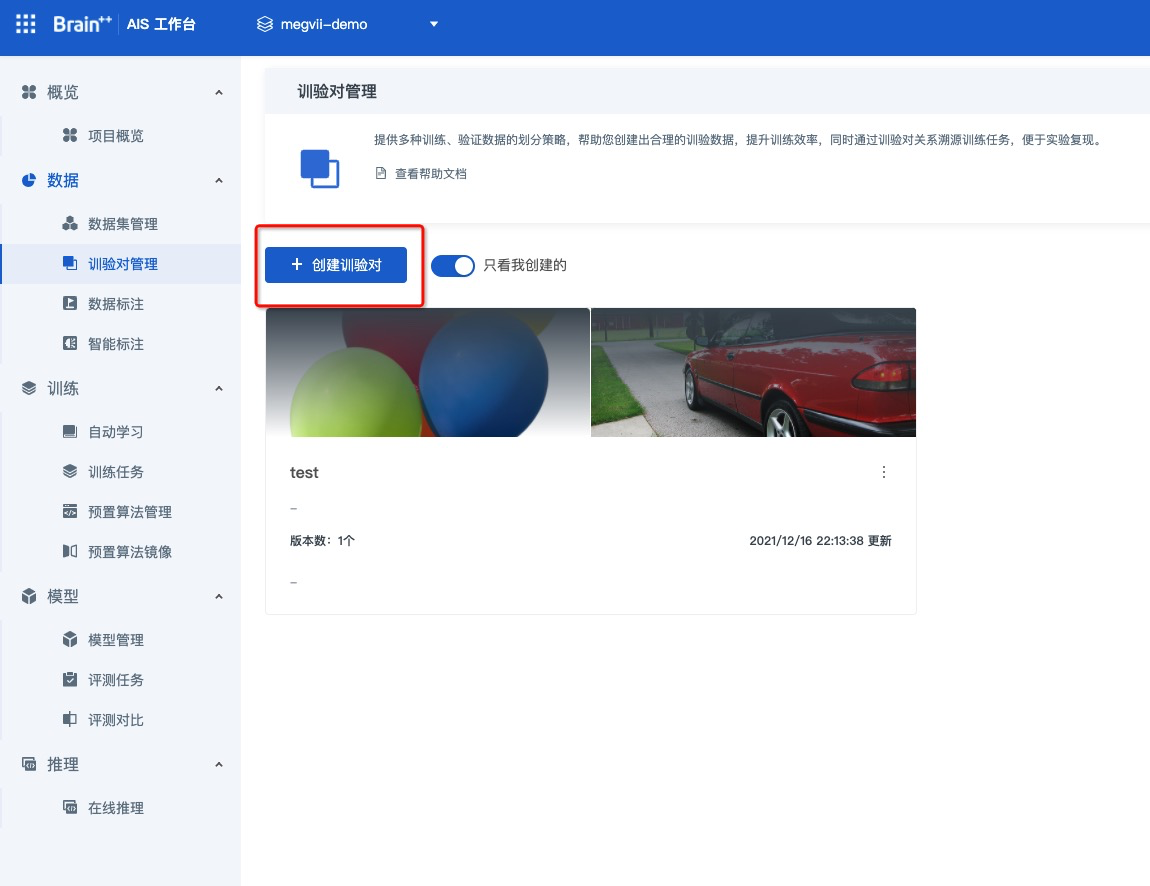 Brain++ AIS 工作台 megvii-demo
概览
项目概览
数据
数据集管理
训验对管理
数据标注
智能标注
训练
自动学习
训练任务
预置算法管理
预置算法镜像
模型
模型管理
评测任务
评测对比
推理
在线推理
训验对管理
提供多种训练、验证数据的划分策略，帮助您创建出合理的训验数据，提升训练效率，同时通过训验对关系溯源训练任务，便于实验复现。
查看帮助文档
+ 创建训验对 只看我创建的
test
–
版本数：1个 2021/12/16 22:13:38 更新
–